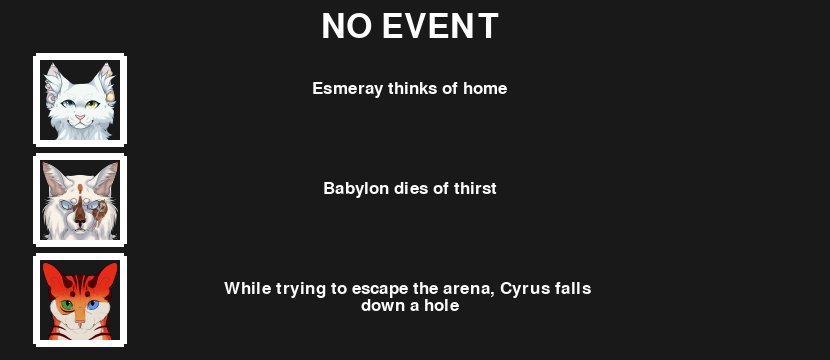 NO EVENT
Esmeray thinks of home
Babylon dies of thirst
While trying to escape the arena, Cyrus falls
down a hole